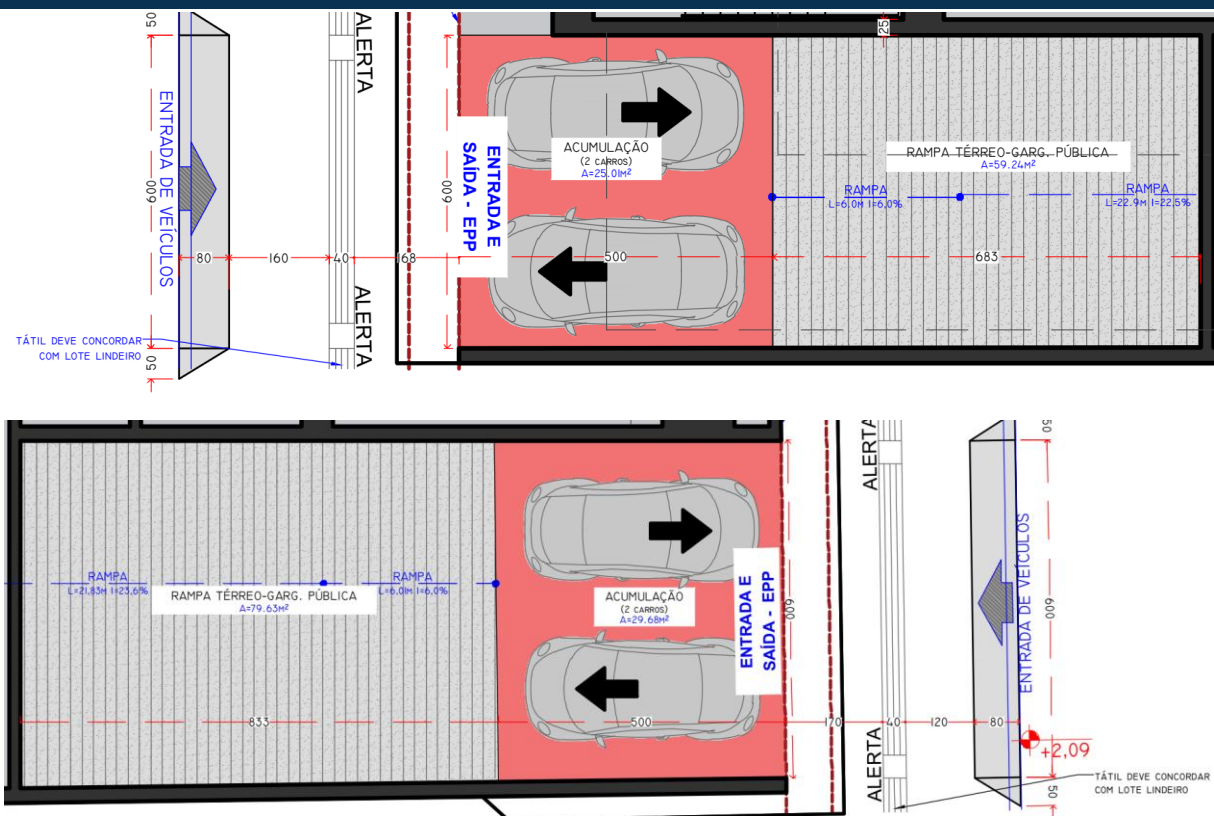 50
ALERTA
25
ENTRADA DE VEÍCULOS
600
ENTRADA E
SAÍDA - EPP
600
ACUMULAÇÃO
(2 CARROS)
A=25.01M²
RAMPA TÉRREO-GARG. PÚBLICA
A=59.24M²
RAMPA
L=6.0M I=6,0%
RAMPA
L=22.9M I=22,5%
80
160
40
168
500
683
ALERTA
TÁTIL DEVE CONCORDAR
COM LOTE LINDEIRO
50
RAMPA
L=21,83M I=23,6%
RAMPA TÉRREO-GARG. PÚBLICA
A=79.63M²
RAMPA
L=6,01M I=6,0%
ACUMULAÇÃO
(2 CARROS)
A=29.68M²
ENTRADA E
SAÍDA - EPP
600
ALERTA
50
ENTRADA DE VEÍCULOS
600
833
500
170
40
120
80
+2,09
ALERTA
50
TÁTIL DEVE CONCORDAR
COM LOTE LINDEIRO